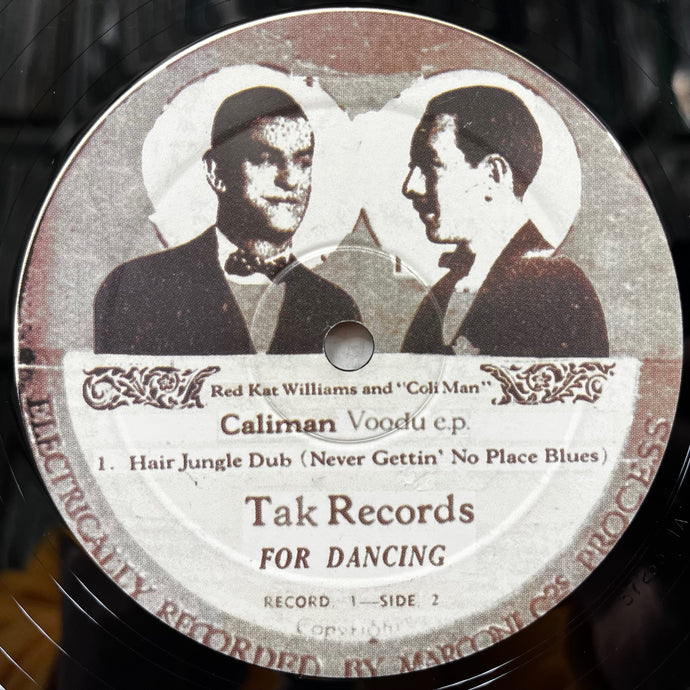 Red Kat Williams and "Coli Man"
Caliman Voodu e.p.
1. Hair Jungle Dub (Never Gettin' No Place Blues)
Tak Records
FOR DANCING
RECORD 1—SIDE 2
Copyright
ELECTRICALLY RECORDED BY MARCONI C°s PROCESS